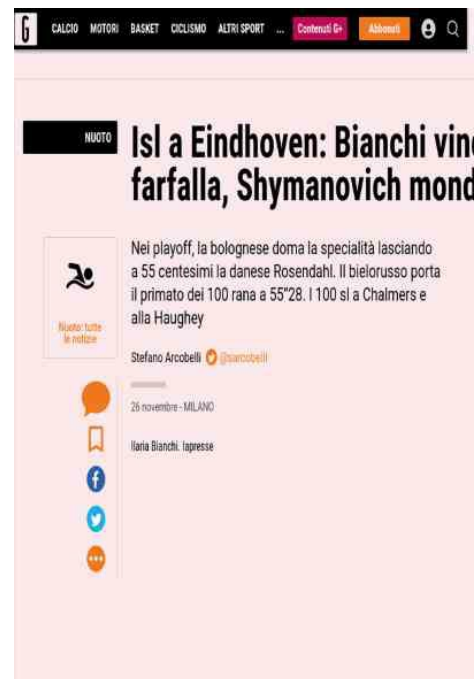 G CALCIO MOTORI BASKET CICLISMO ALTRI SPORT ... Contenuti G+ Abbonati
NUOTO
Isl a Eindhoven: Bianchi vinc
farfalla, Shymanovich mond
Nei playoff, la bolognese doma la specialità lasciando
a 55 centesimi la danese Rosendahl. Il bielorusso porta
il primato dei 100 rana a 55"28. I 100 sl a Chalmers e
alla Haughey
Nuoto: tutte
le notizie
Stefano Arcobelli @sarcobelli
26 novembre - MILANO
Ilaria Bianchi. lapresse